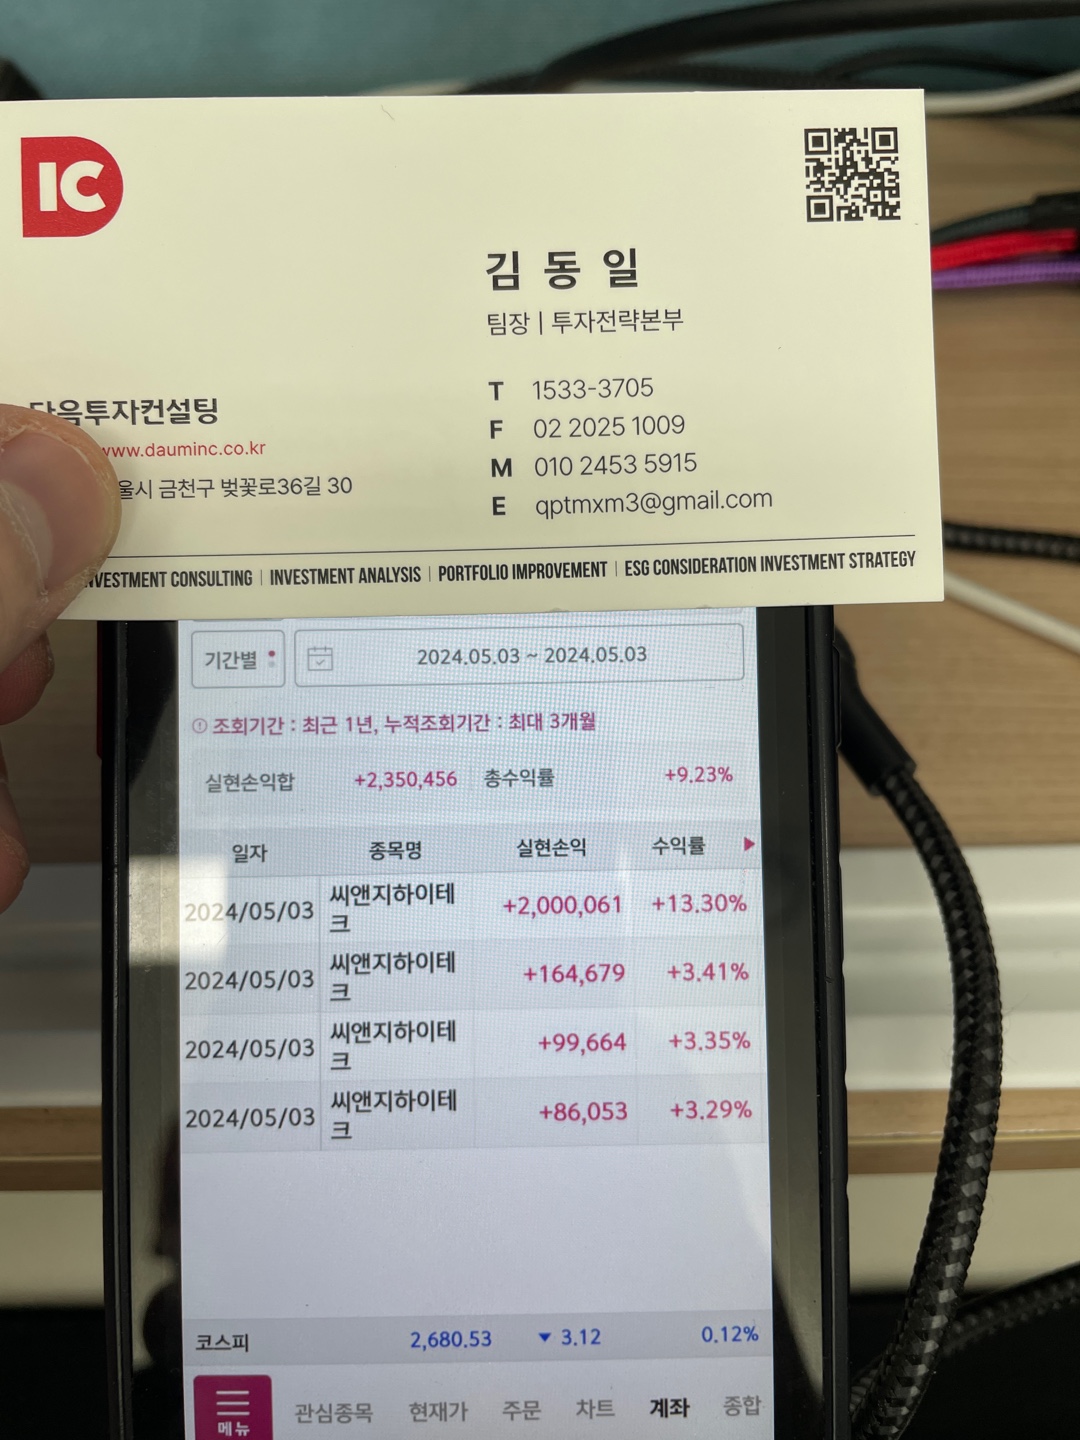 IC
김동일
팀장 | 투자전략본부
T 1533-3705
F 02 2025 1009
M 010 2453 5915
E qptmxm3@gmail.com
다음투자컨설팅
www.dauminc.co.kr
울시 금천구 벚꽃로36길 30
INVESTMENT CONSULTING | INVESTMENT ANALYSIS | PORTFOLIO IMPROVEMENT | ESG CONSIDERATION INVESTMENT STRATEGY
기간별 2024.05.03 ~ 2024.05.03
조회기간 : 최근 1년, 누적조회기간 : 최대 3개월
실현손익합 +2,350,456 총수익률 +9.23%
일자 종목명 실현손익 수익률
2024/05/03 씨앤지하이테 +2,000,061 +13.30%
크
2024/05/03 씨앤지하이테 +164,679 +3.41%
크
2024/05/03 씨앤지하이테 +99,664 +3.35%
크
2024/05/03 씨앤지하이테 +86,053 +3.29%
크
코스피 2,680.53 ▼ 3.12 0.12%
메뉴 관심종목 현재가 주문 차트 계좌 종합